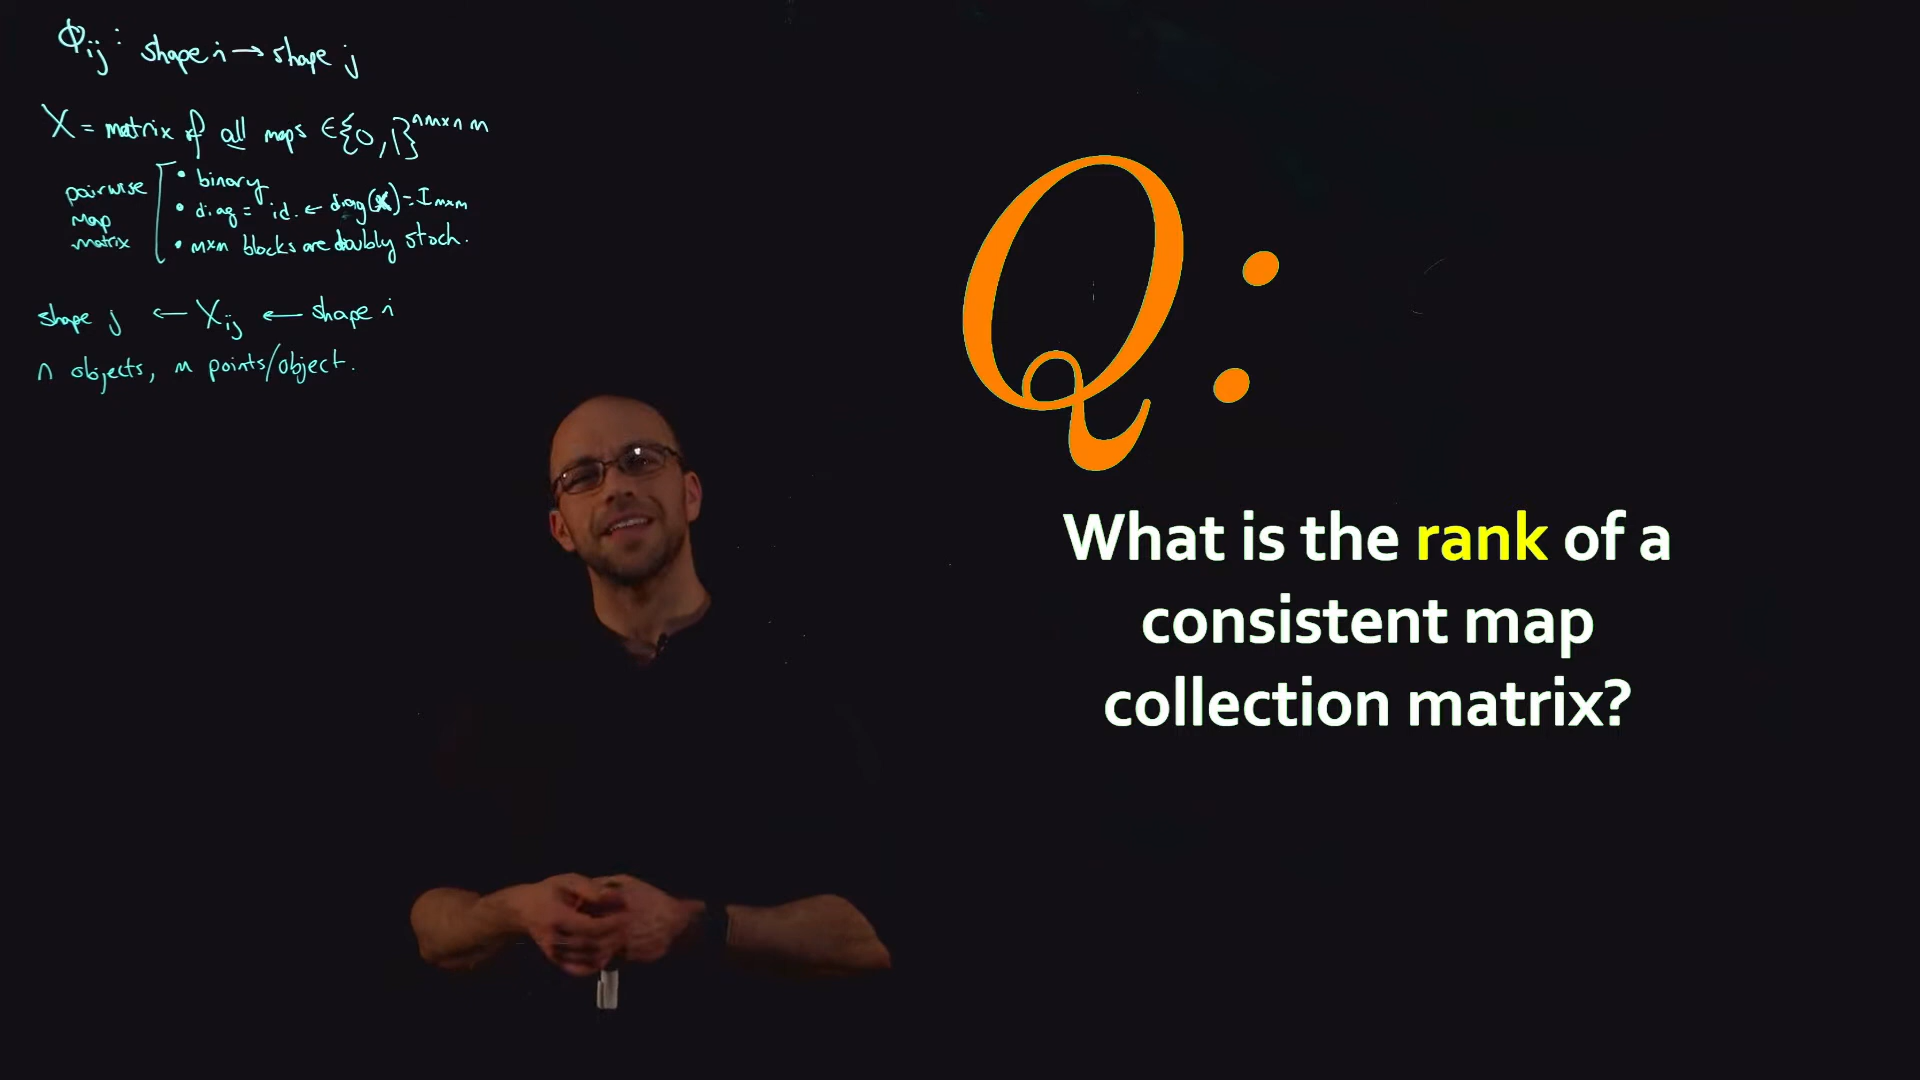 Φij: shape i → shape j
X = matrix of all maps ∈ {0,1}^nm×nm
pairwise map matrix
• binary
• diag = id. ← diag(X) = I m×m
• m×m blocks are doubly stoch.
shape j ← Xij ← shape i
n objects, m points/object.
Q:
What is the rank of a
consistent map
collection matrix?